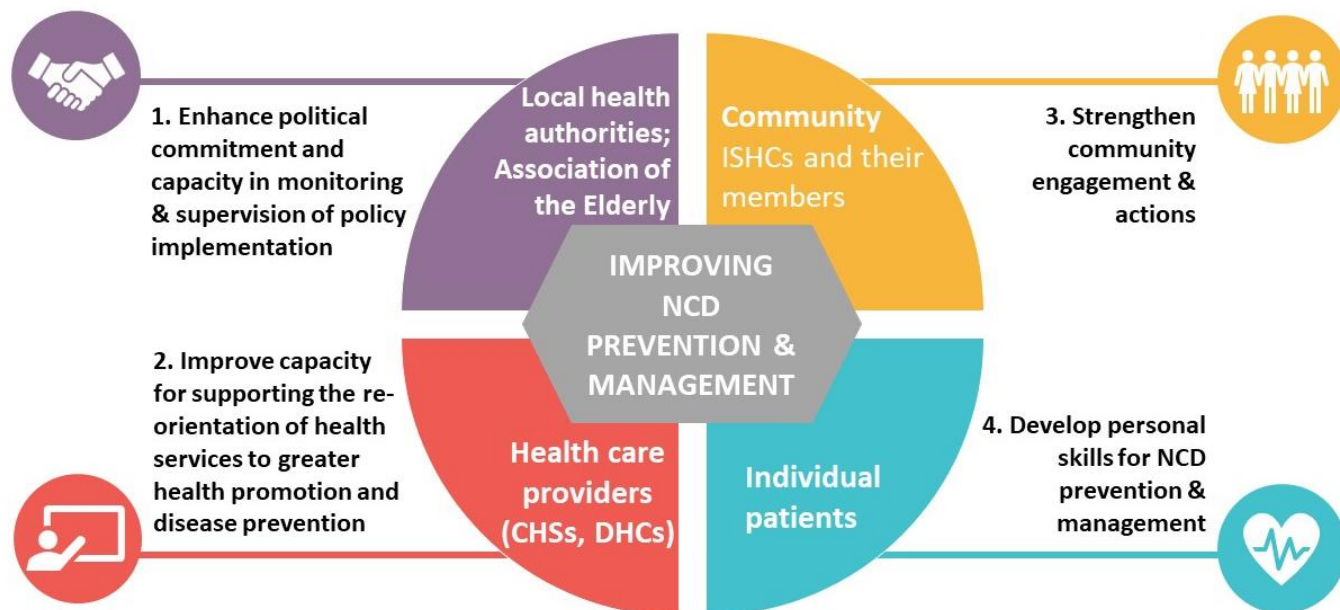 1. Enhance political
commitment and
capacity in monitoring
& supervision of policy
implementation
Local health
authorities;
Association of
the Elderly
Community
ISHCs and their
members
3. Strengthen
community
engagement &
actions
IMPROVING
NCD
PREVENTION &
MANAGEMENT
2. Improve capacity
for supporting the re-
orientation of health
services to greater
health promotion and
disease prevention
Health care
providers
(CHSs, DHCs)
Individual
patients
4. Develop personal
skills for NCD
prevention &
management